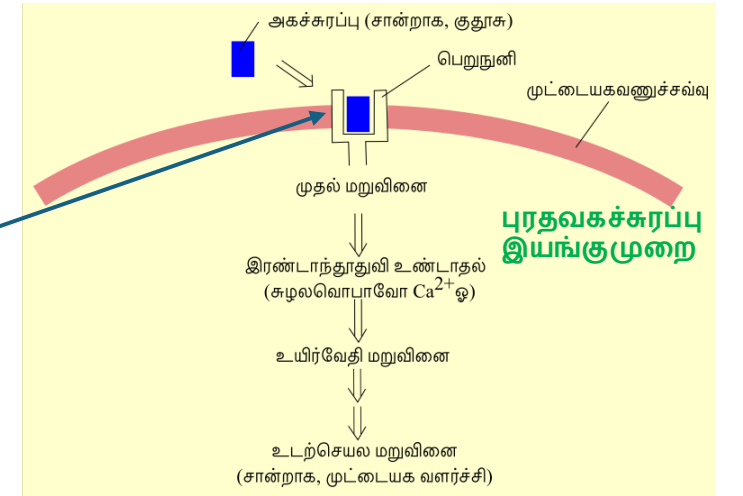 அகச்சுரப்பு (சான்றாக, குதூசு)
பெறுநுனி
முட்டையகவணுச்சவ்வு
முதல் மறுவினை
புரதவகச்சுரப்பு
இயங்குமுறை
இரண்டாந்தூதுவி உண்டாதல்
(சுழலவொபாவோ Ca²⁺ஓ)
உயிர்வேதி மறுவினை
உடற்செயல மறுவினை
(சான்றாக, முட்டையக வளர்ச்சி)